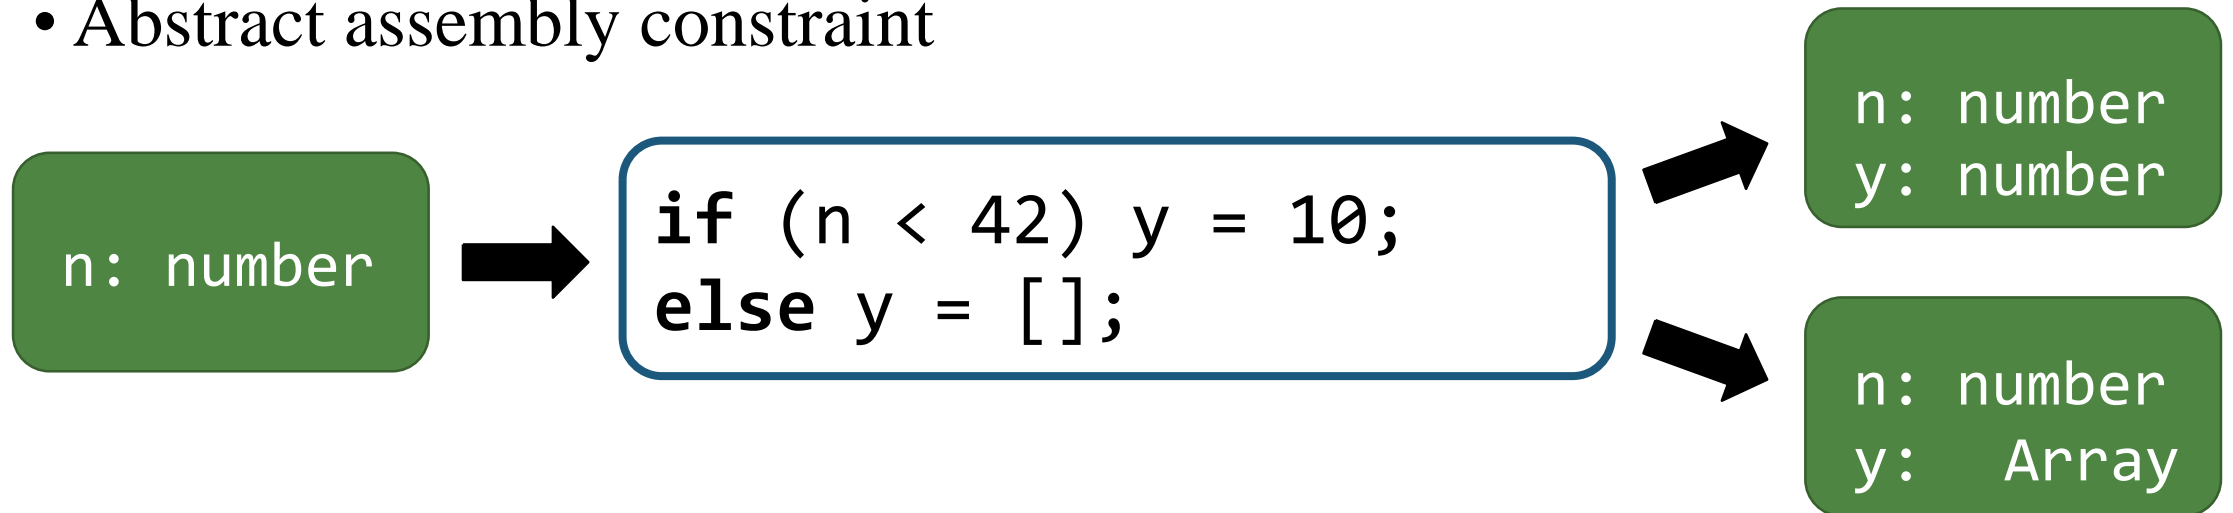 • Abstract assembly constraint
n: number
if (n < 42) y = 10;
else y = [];
n: number
y: number
n: number
y:  Array